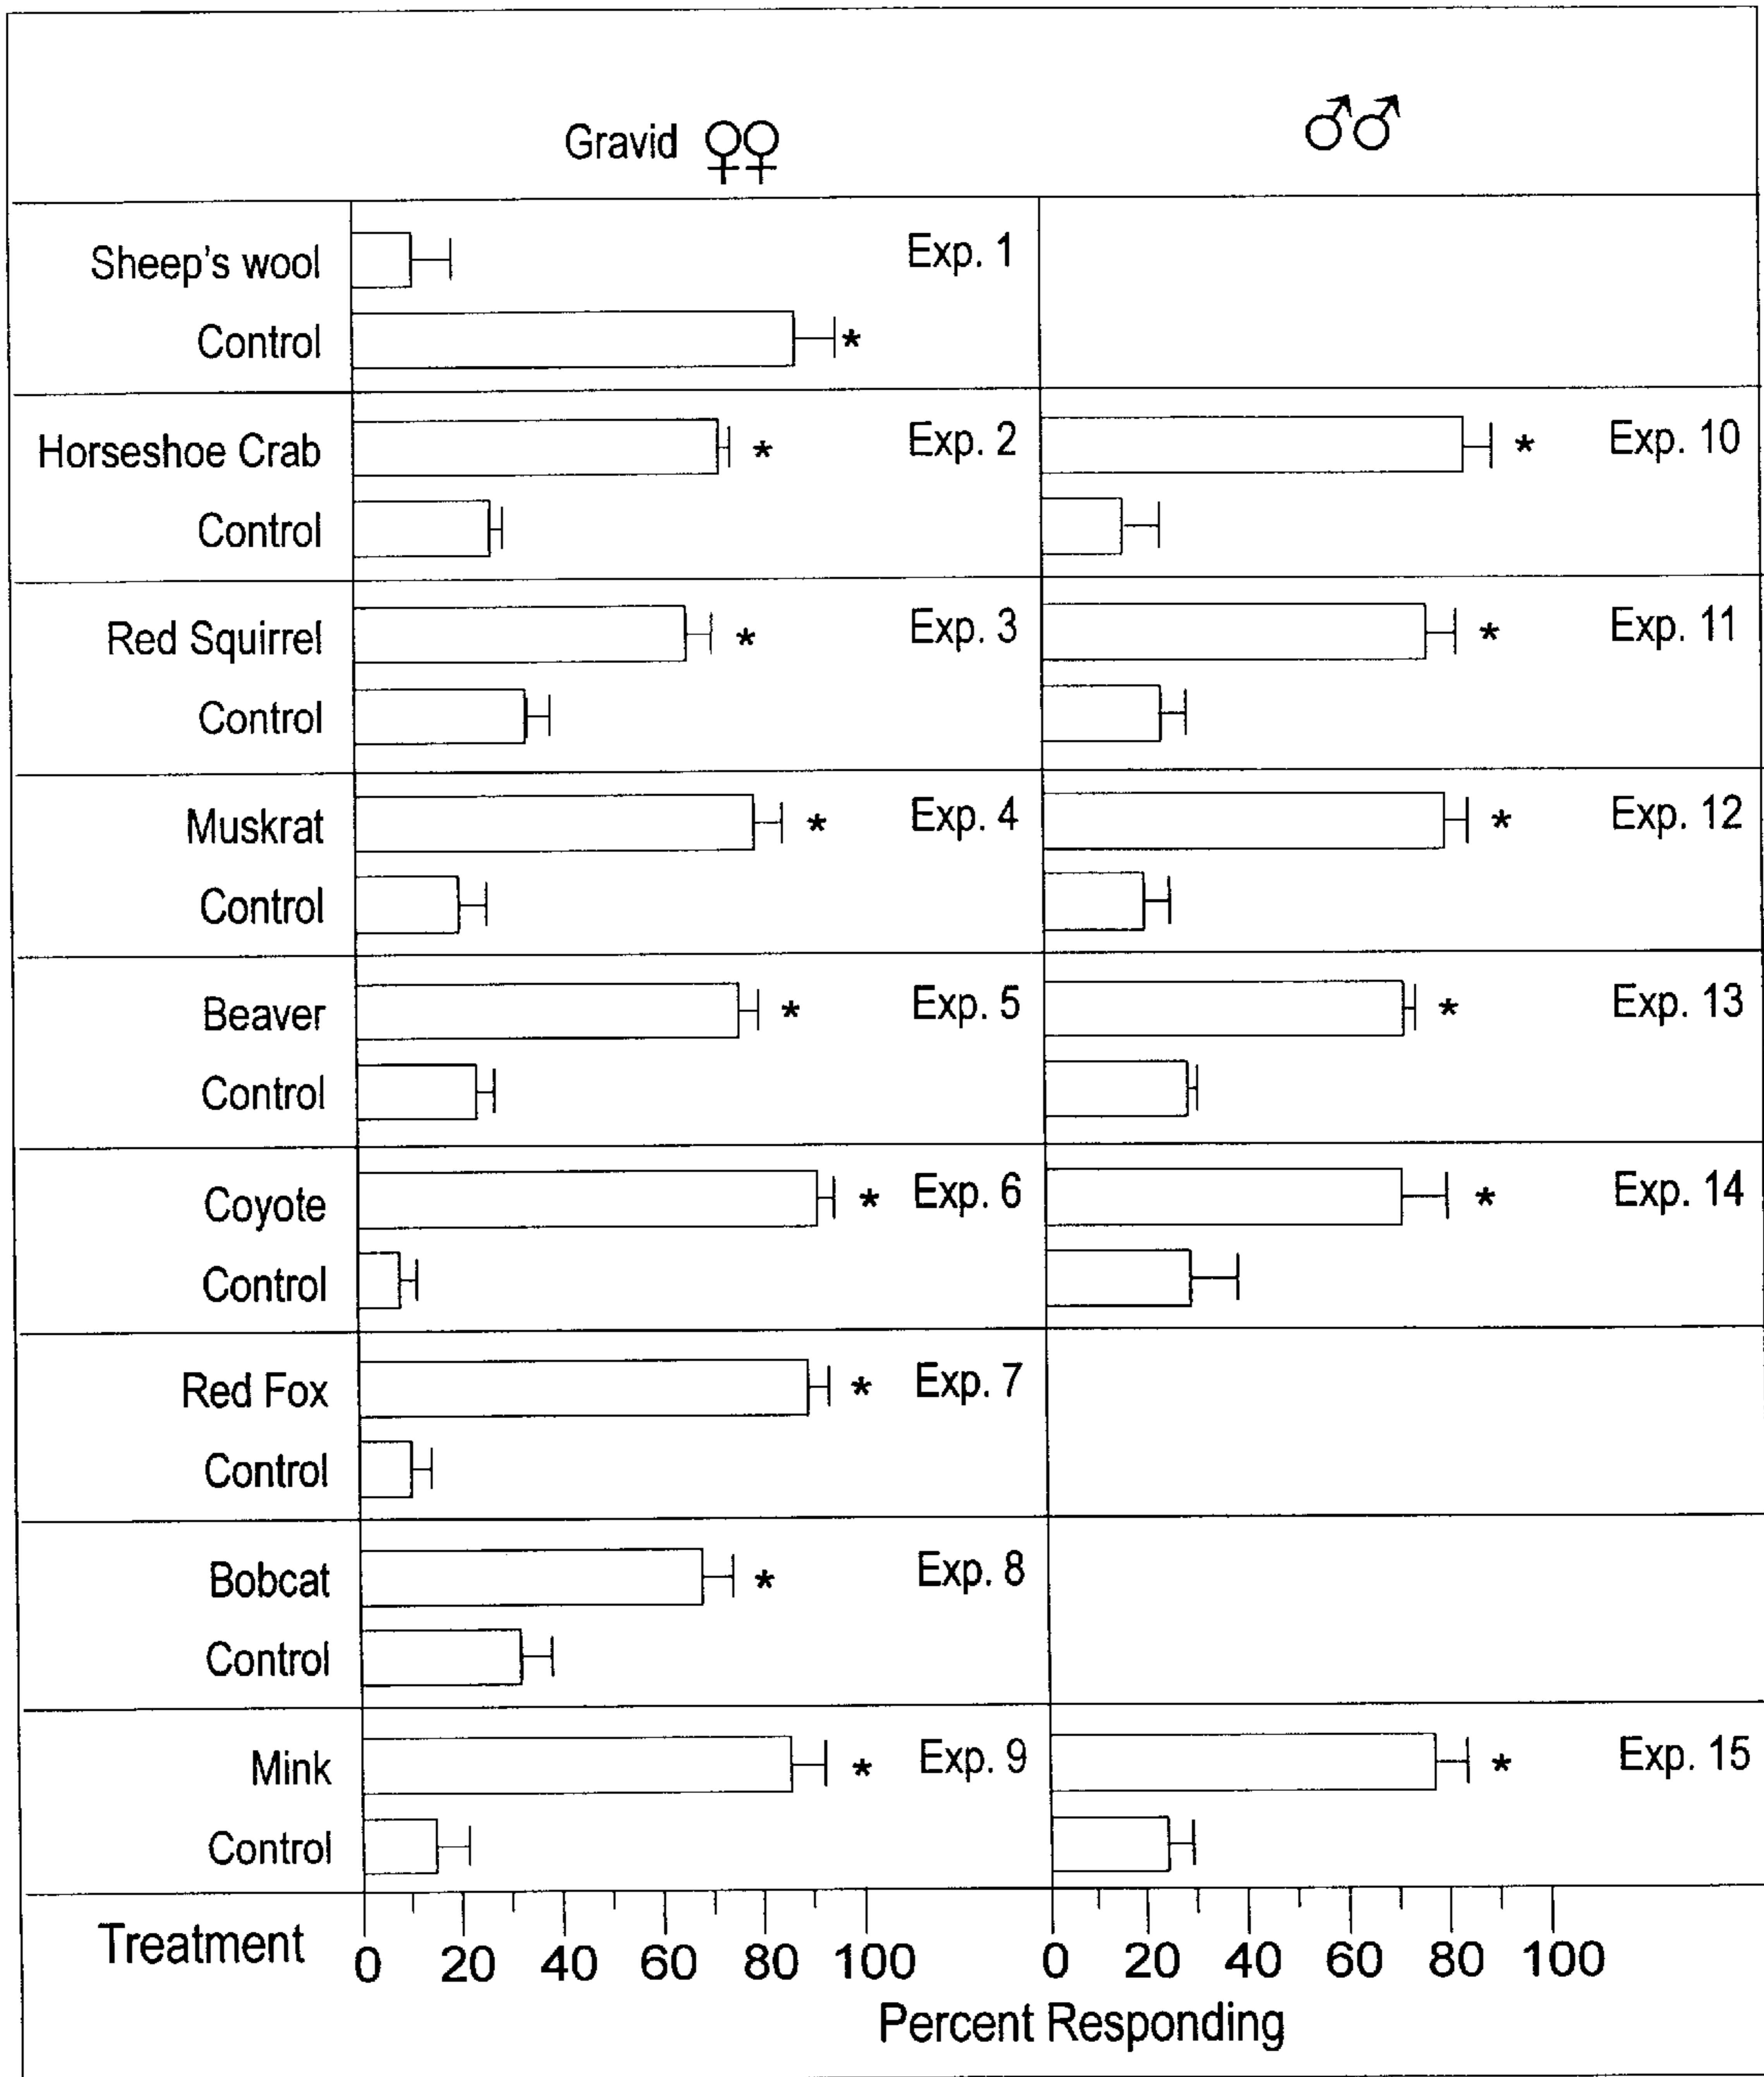 Gravid ♀♀ ♂♂
Sheep's wool Exp. 1
Control *
Horseshoe Crab * Exp. 2 * Exp. 10
Control
Red Squirrel * Exp. 3 * Exp. 11
Control
Muskrat * Exp. 4 * Exp. 12
Control
Beaver * Exp. 5 * Exp. 13
Control
Coyote * Exp. 6 * Exp. 14
Control
Red Fox * Exp. 7
Control
Bobcat * Exp. 8
Control
Mink * Exp. 9 * Exp. 15
Control
Treatment 0 20 40 60 80 100 0 20 40 60 80 100
Percent Responding